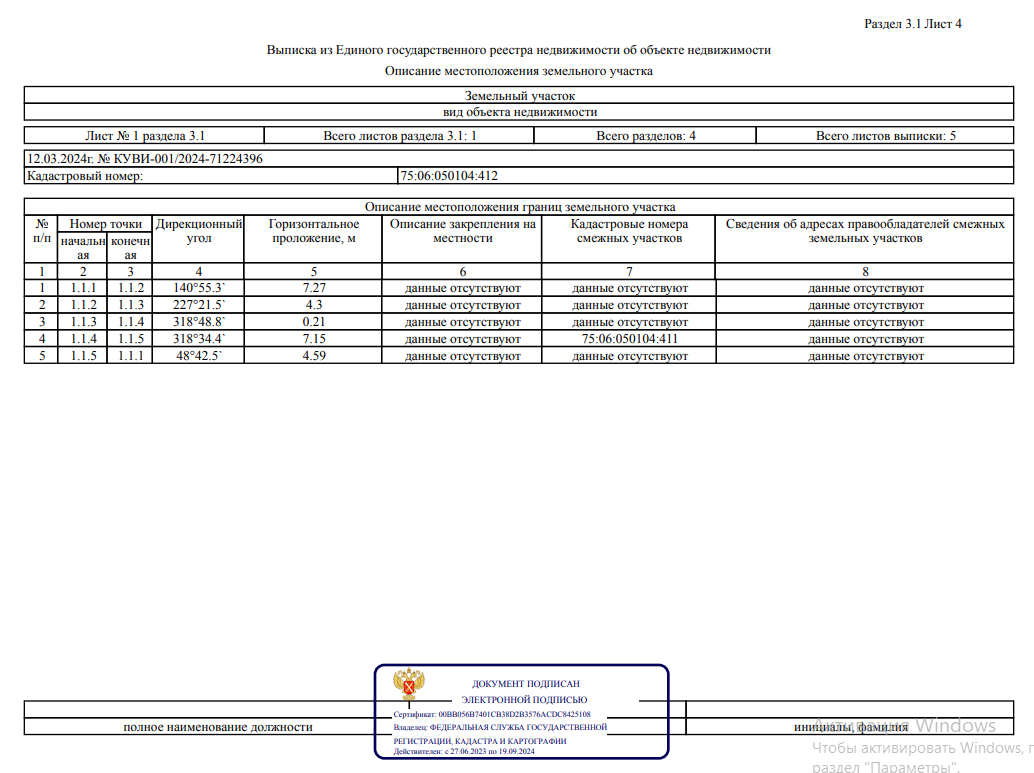 Раздел 3.1 Лист 4
Выписка из Единого государственного реестра недвижимости об объекте недвижимости
Описание местоположения земельного участка
Земельный участок
вид объекта недвижимости
Лист № 1 раздела 3.1 Всего листов раздела 3.1: 1 Всего разделов: 4 Всего листов выписки: 5
12.03.2024г. № КУВИ-001/2024-71224396
Кадастровый номер: 75:06:050104:412
Описание местоположения границ земельного участка
№ Номер точки Дирекционный Горизонтальное Описание закрепления на Кадастровые номера Сведения об адресах правообладателей смежных
п/п начальн конечн угол проложение, м местности смежных участков земельных участков
ая ая
1 2 3 4 5 6 7 8
1 1.1.1 1.1.2 140°55.3` 7.27 данные отсутствуют данные отсутствуют данные отсутствуют
2 1.1.2 1.1.3 227°21.5` 4.3 данные отсутствуют данные отсутствуют данные отсутствуют
3 1.1.3 1.1.4 318°48.8` 0.21 данные отсутствуют данные отсутствуют данные отсутствуют
4 1.1.4 1.1.5 318°34.4` 7.15 данные отсутствуют 75:06:050104:411 данные отсутствуют
5 1.1.5 1.1.1 48°42.5` 4.59 данные отсутствуют данные отсутствуют данные отсутствуют
ДОКУМЕНТ ПОДПИСАН
ЭЛЕКТРОННОЙ ПОДПИСЬЮ
Сертификат: 00BB056B7401CB38D2B3576ACDC8425108
Владелец: ФЕДЕРАЛЬНАЯ СЛУЖБА ГОСУДАРСТВЕННОЙ
РЕГИСТРАЦИИ, КАДАСТРА И КАРТОГРАФИИ
Действителен: с 27.06.2023 по 19.09.2024
полное наименование должности инициалы, фамилия
Активация Windows
Чтобы активировать Windows,
раздел "Параметры".